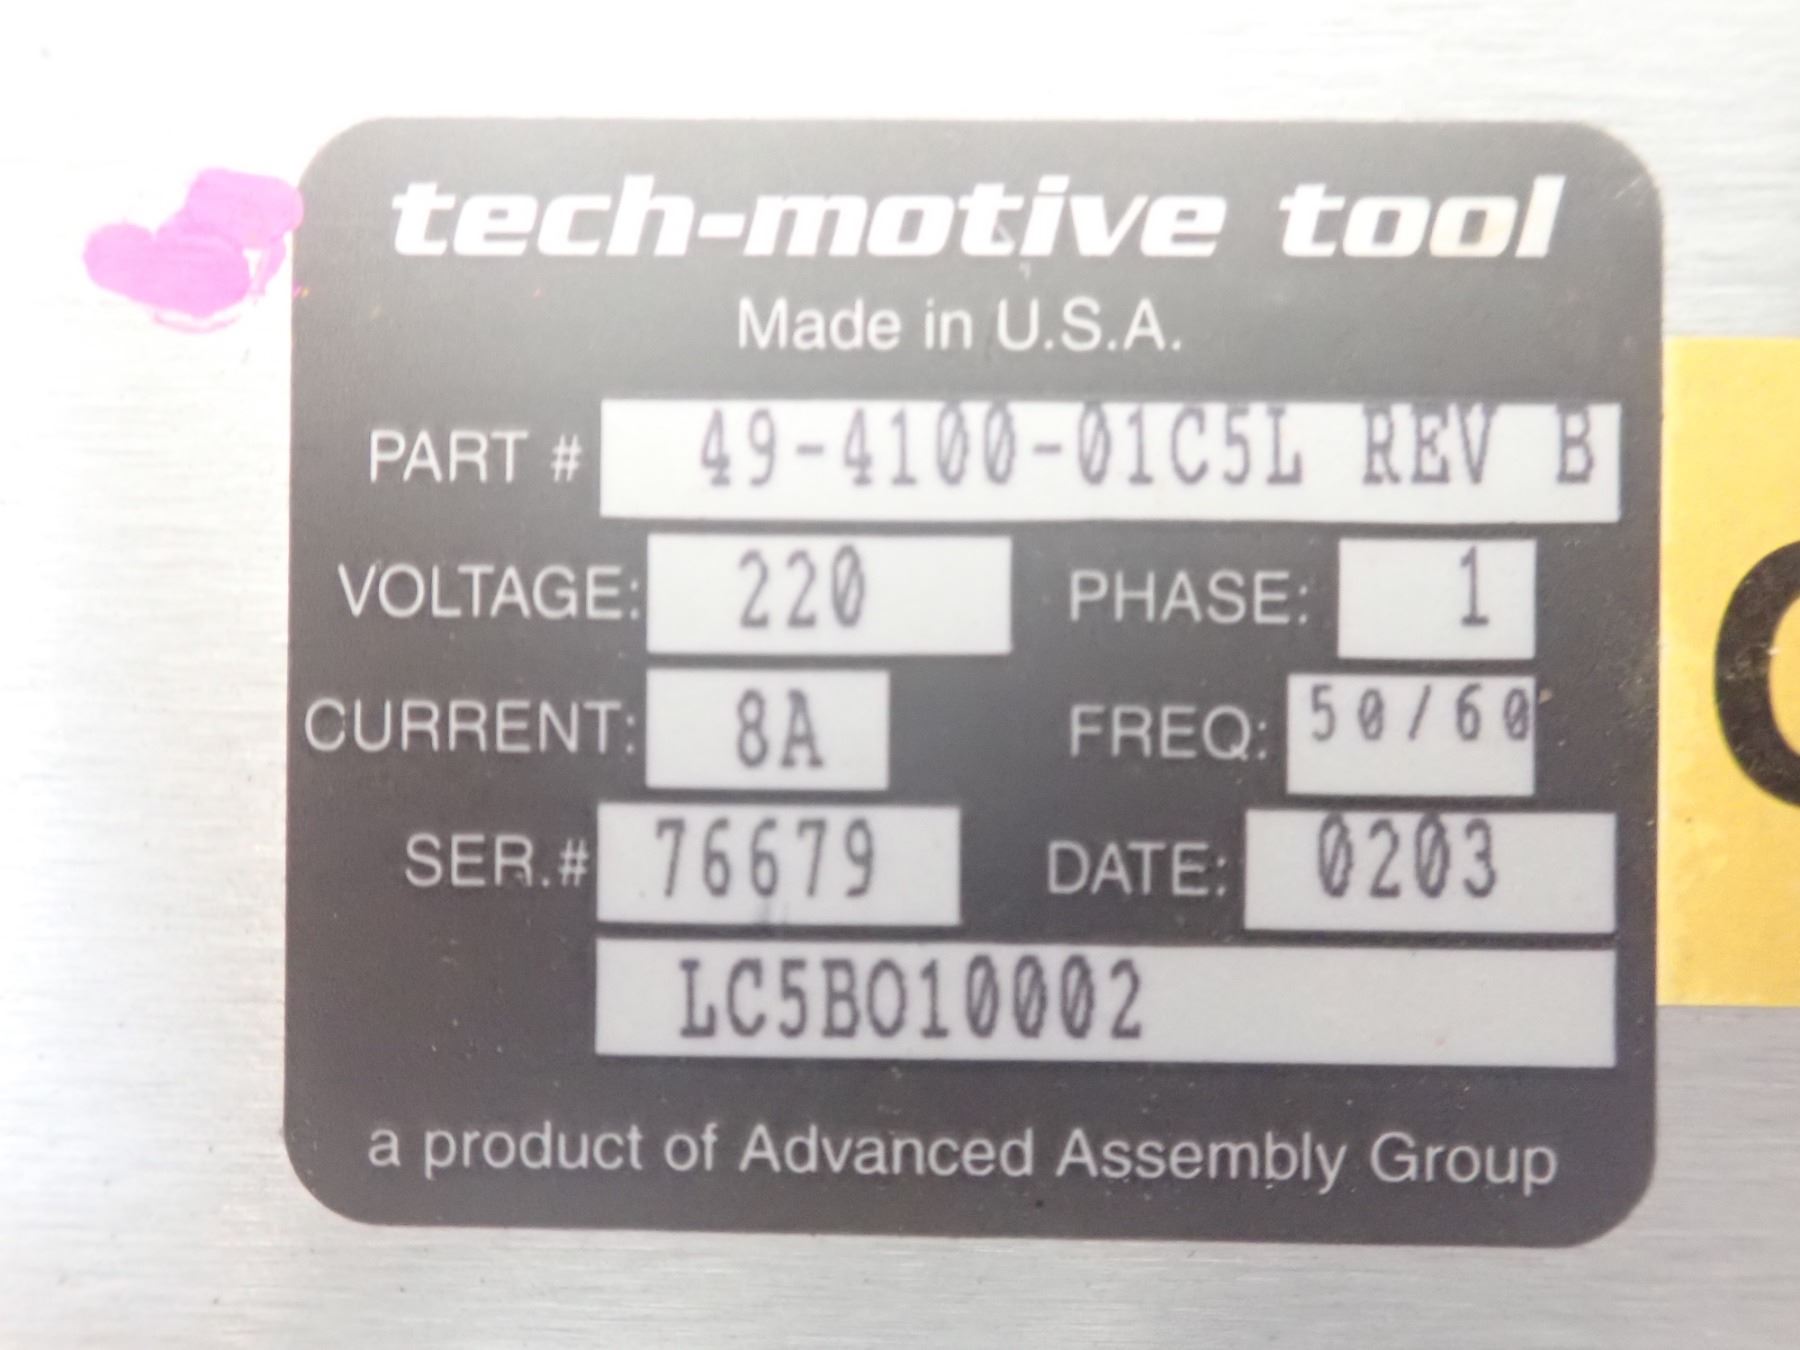 tech-motive tool
Made in U.S.A.
PART # 49-4100-01C5L REV B
VOLTAGE: 220 PHASE: 1
CURRENT: 8A FREQ: 50/60
SER.# 76679 DATE: 0203
LC5BO10002
a product of Advanced Assembly Group